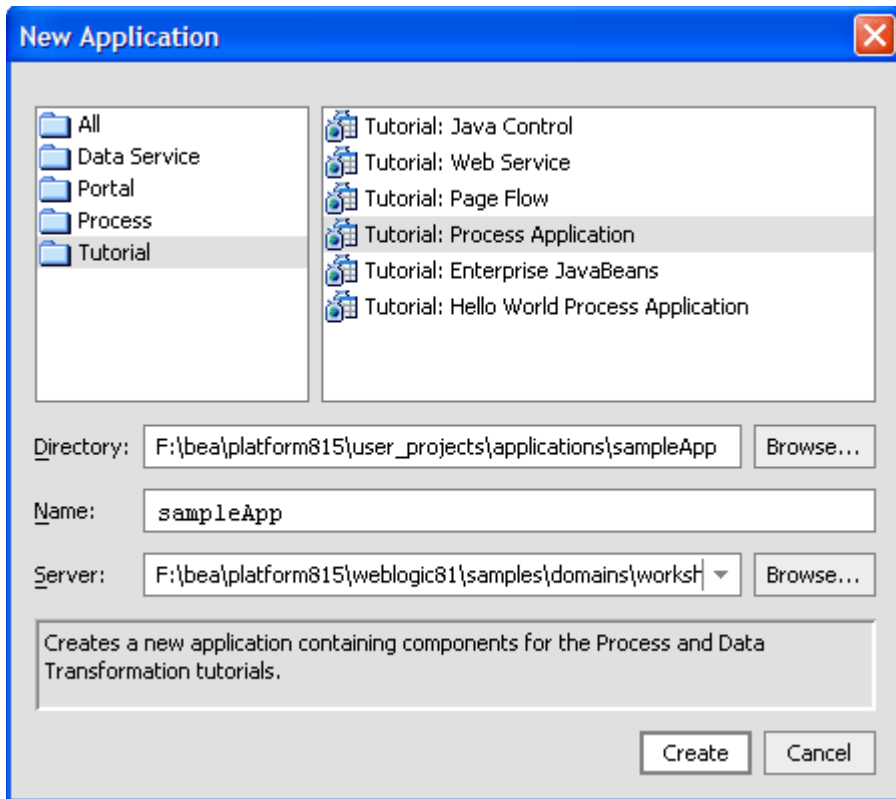 New Application
All
Data Service
Portal
Process
Tutorial
Tutorial: Java Control
Tutorial: Web Service
Tutorial: Page Flow
Tutorial: Process Application
Tutorial: Enterprise JavaBeans
Tutorial: Hello World Process Application
Directory: F:\bea\platform815\user_projects\applications\sampleApp Browse...
Name: sampleApp
Server: F:\bea\platform815\weblogic81\samples\domains\worksh Browse...
Creates a new application containing components for the Process and Data
Transformation tutorials.
Create Cancel